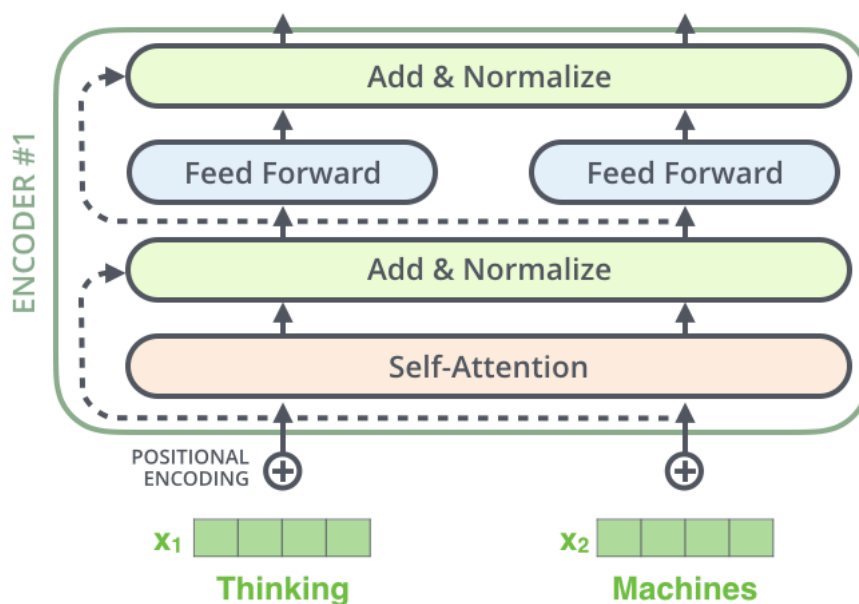 ENCODER #1
Add & Normalize
Feed Forward
Feed Forward
Add & Normalize
Self-Attention
POSITIONAL
ENCODING
x1
x2
Thinking
Machines